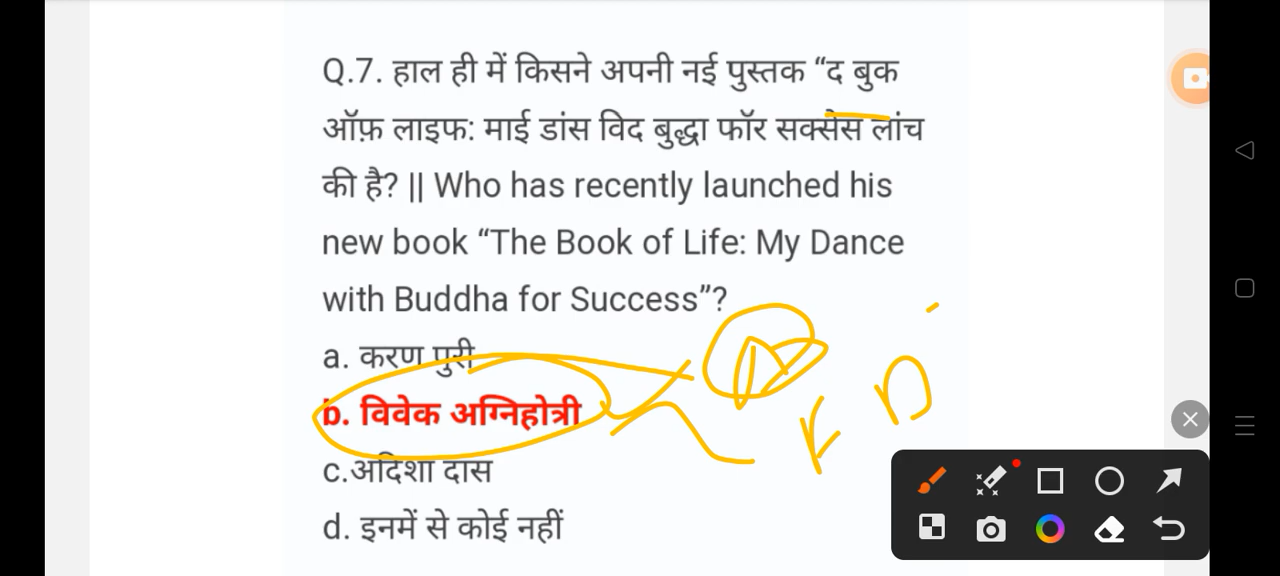 Q.7. हाल ही में किसने अपनी नई पुस्तक “द बुक
ऑफ़ लाइफ: माई डांस विद बुद्धा फॉर सक्सेस लांच
की है? || Who has recently launched his
new book “The Book of Life: My Dance
with Buddha for Success”?
a. करण पुरी
b. विवेक अग्निहोत्री
c.अदिशा दास
d. इनमें से कोई नहीं